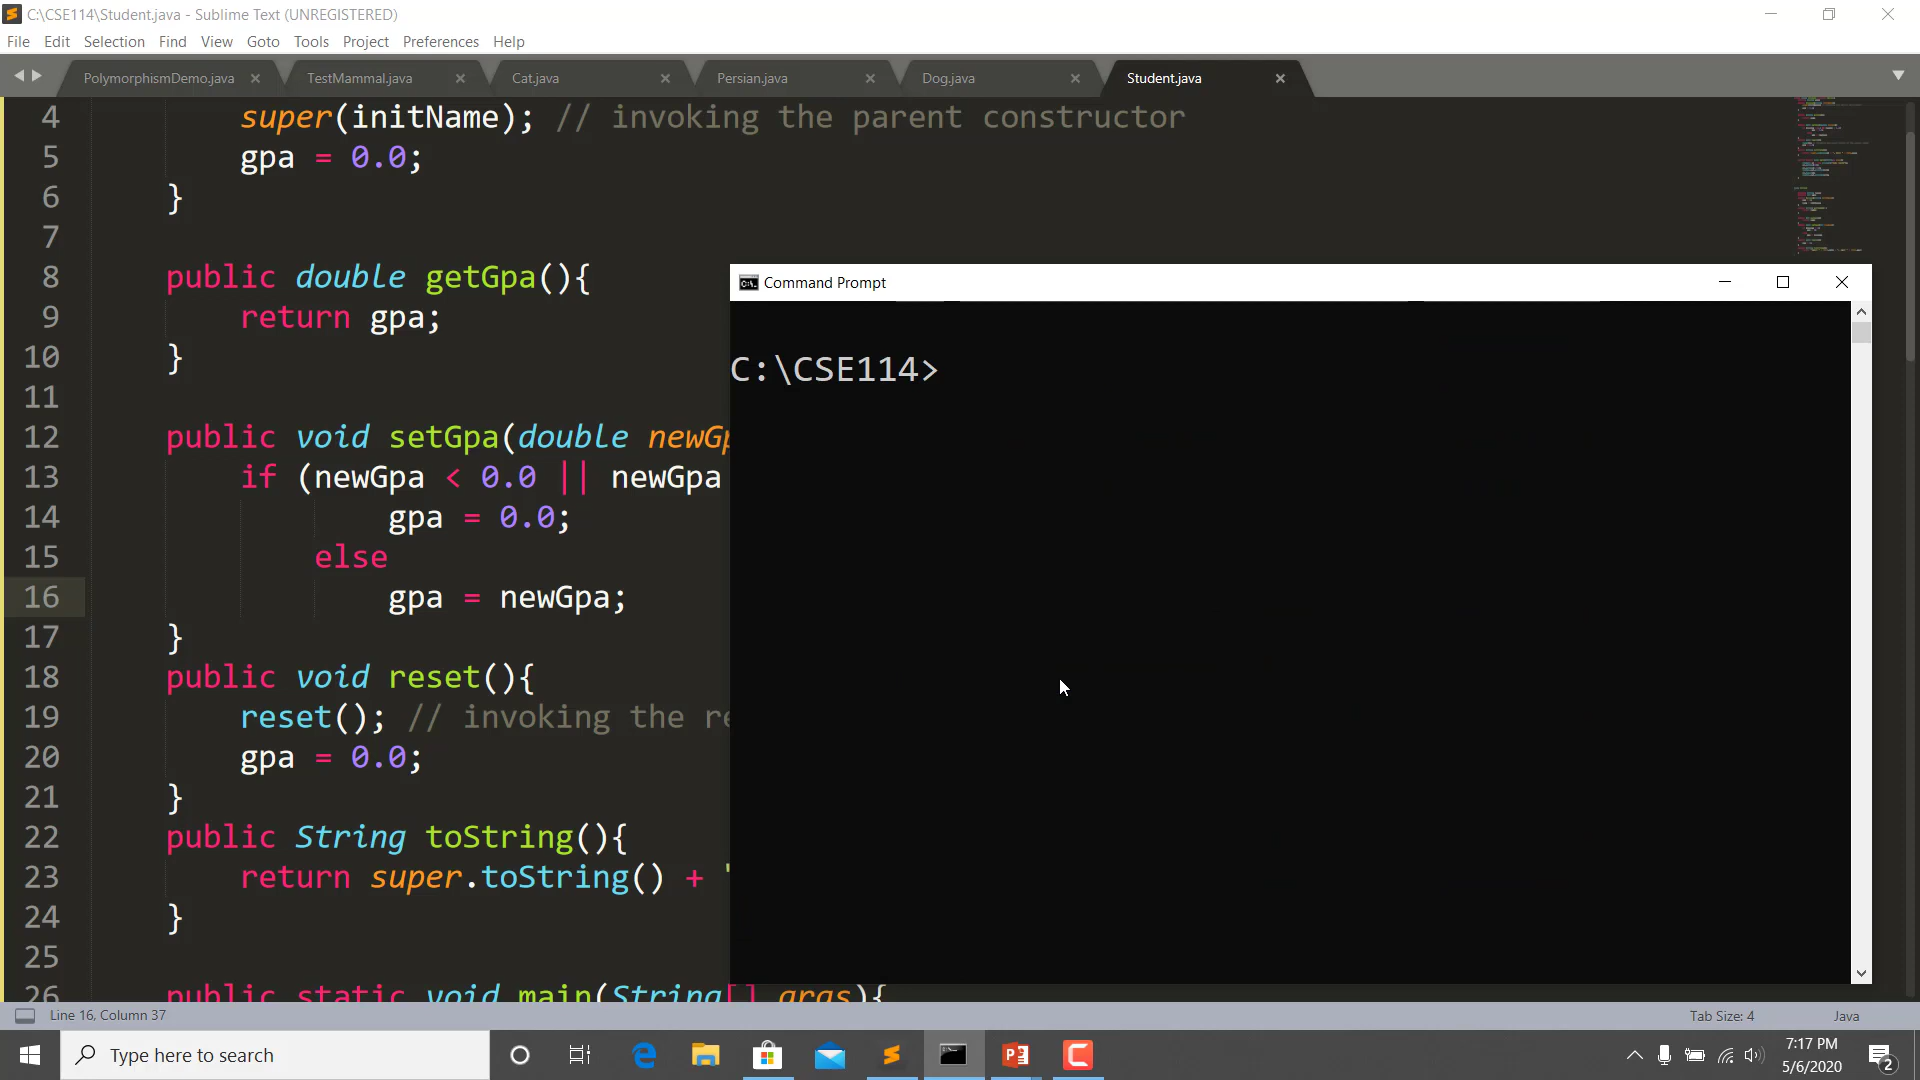 C:\CSE114\Student.java - Sublime Text (UNREGISTERED)
File Edit Selection Find View Goto Tools Project Preferences Help
PolymorphismDemo.java TestMammal.java Cat.java Persian.java Dog.java Student.java
4 super(initName); // invoking the parent constructor
5 gpa = 0.0;
6 }
7
8 public double getGpa(){
9 return gpa;
10 }
11
12 public void setGpa(double newGp
13 if (newGpa < 0.0 || newGpa
14 gpa = 0.0;
15 else
16 gpa = newGpa;
17 }
18 public void reset(){
19 reset(); // invoking the re
20 gpa = 0.0;
21 }
22 public String toString(){
23 return super.toString() + "
24 }
25
26 public static void main(String[] args){
Command Prompt
C:\CSE114>
Line 16, Column 37
Tab Size: 4
Java
Type here to search
7:17 PM
5/6/2020
2